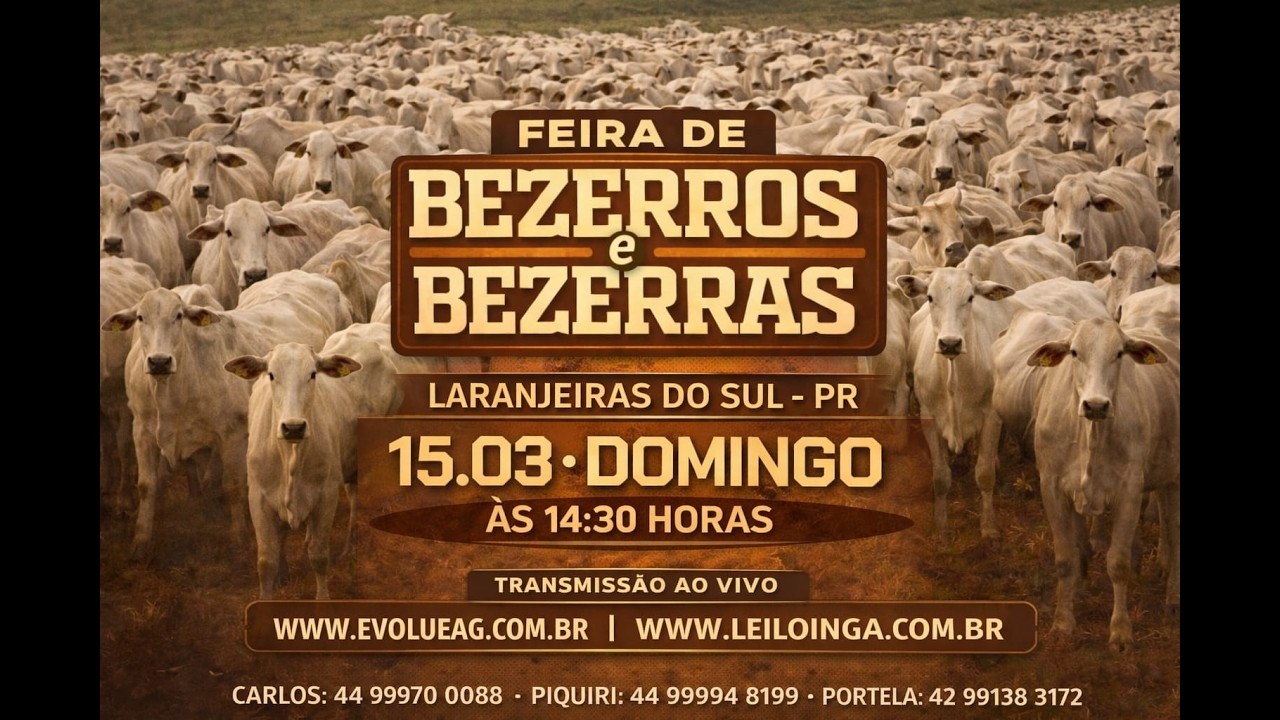 FEIRA DE
BEZERROS
e
BEZERRAS
LARANJEIRAS DO SUL - PR
15.03 • DOMINGO
ÀS 14:30 HORAS
TRANSMISSÃO AO VIVO
WWW.EVOLUEAG.COM.BR | WWW.LEILOINGA.COM.BR
CARLOS: 44 99970 0088 • PIQUIRI: 44 99994 8199 • PORTELA: 42 99138 3172